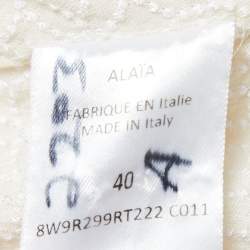 ALAÏA
FABRIQUE EN Italie
MADE IN Italy
40
A
8W9R299RT222 C011